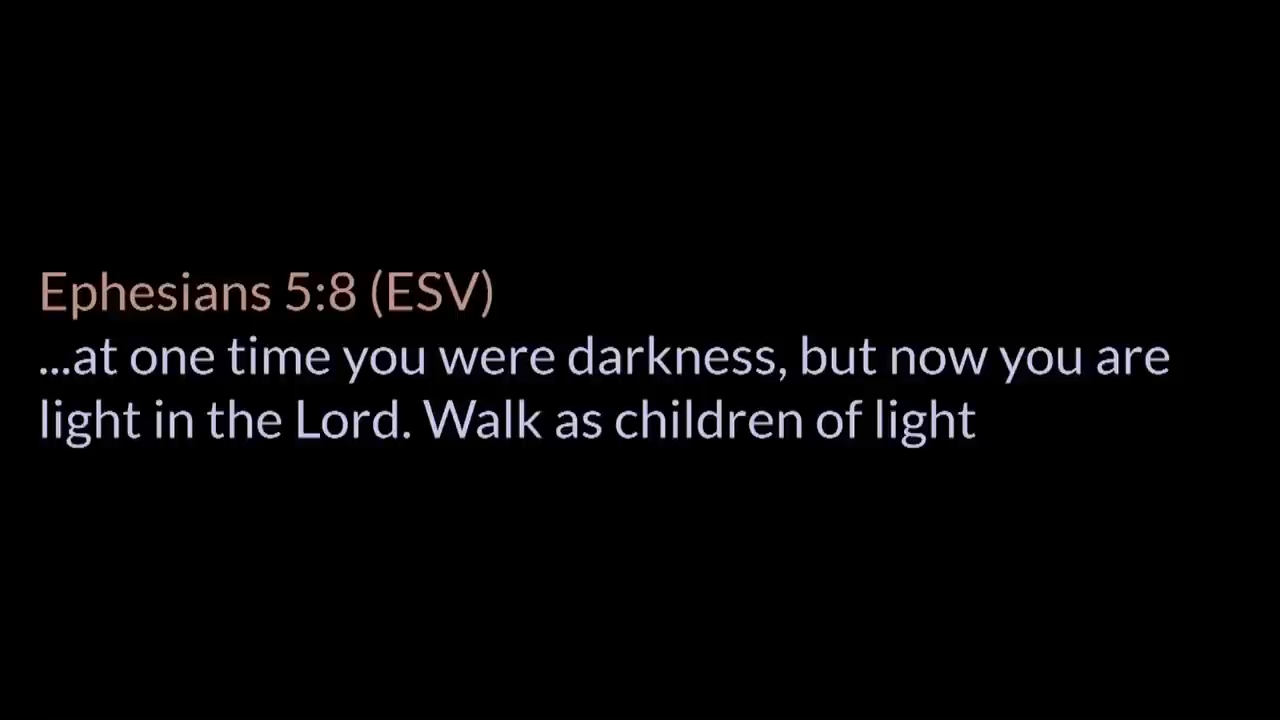 Ephesians 5:8 (ESV)
...at one time you were darkness, but now you are
light in the Lord. Walk as children of light